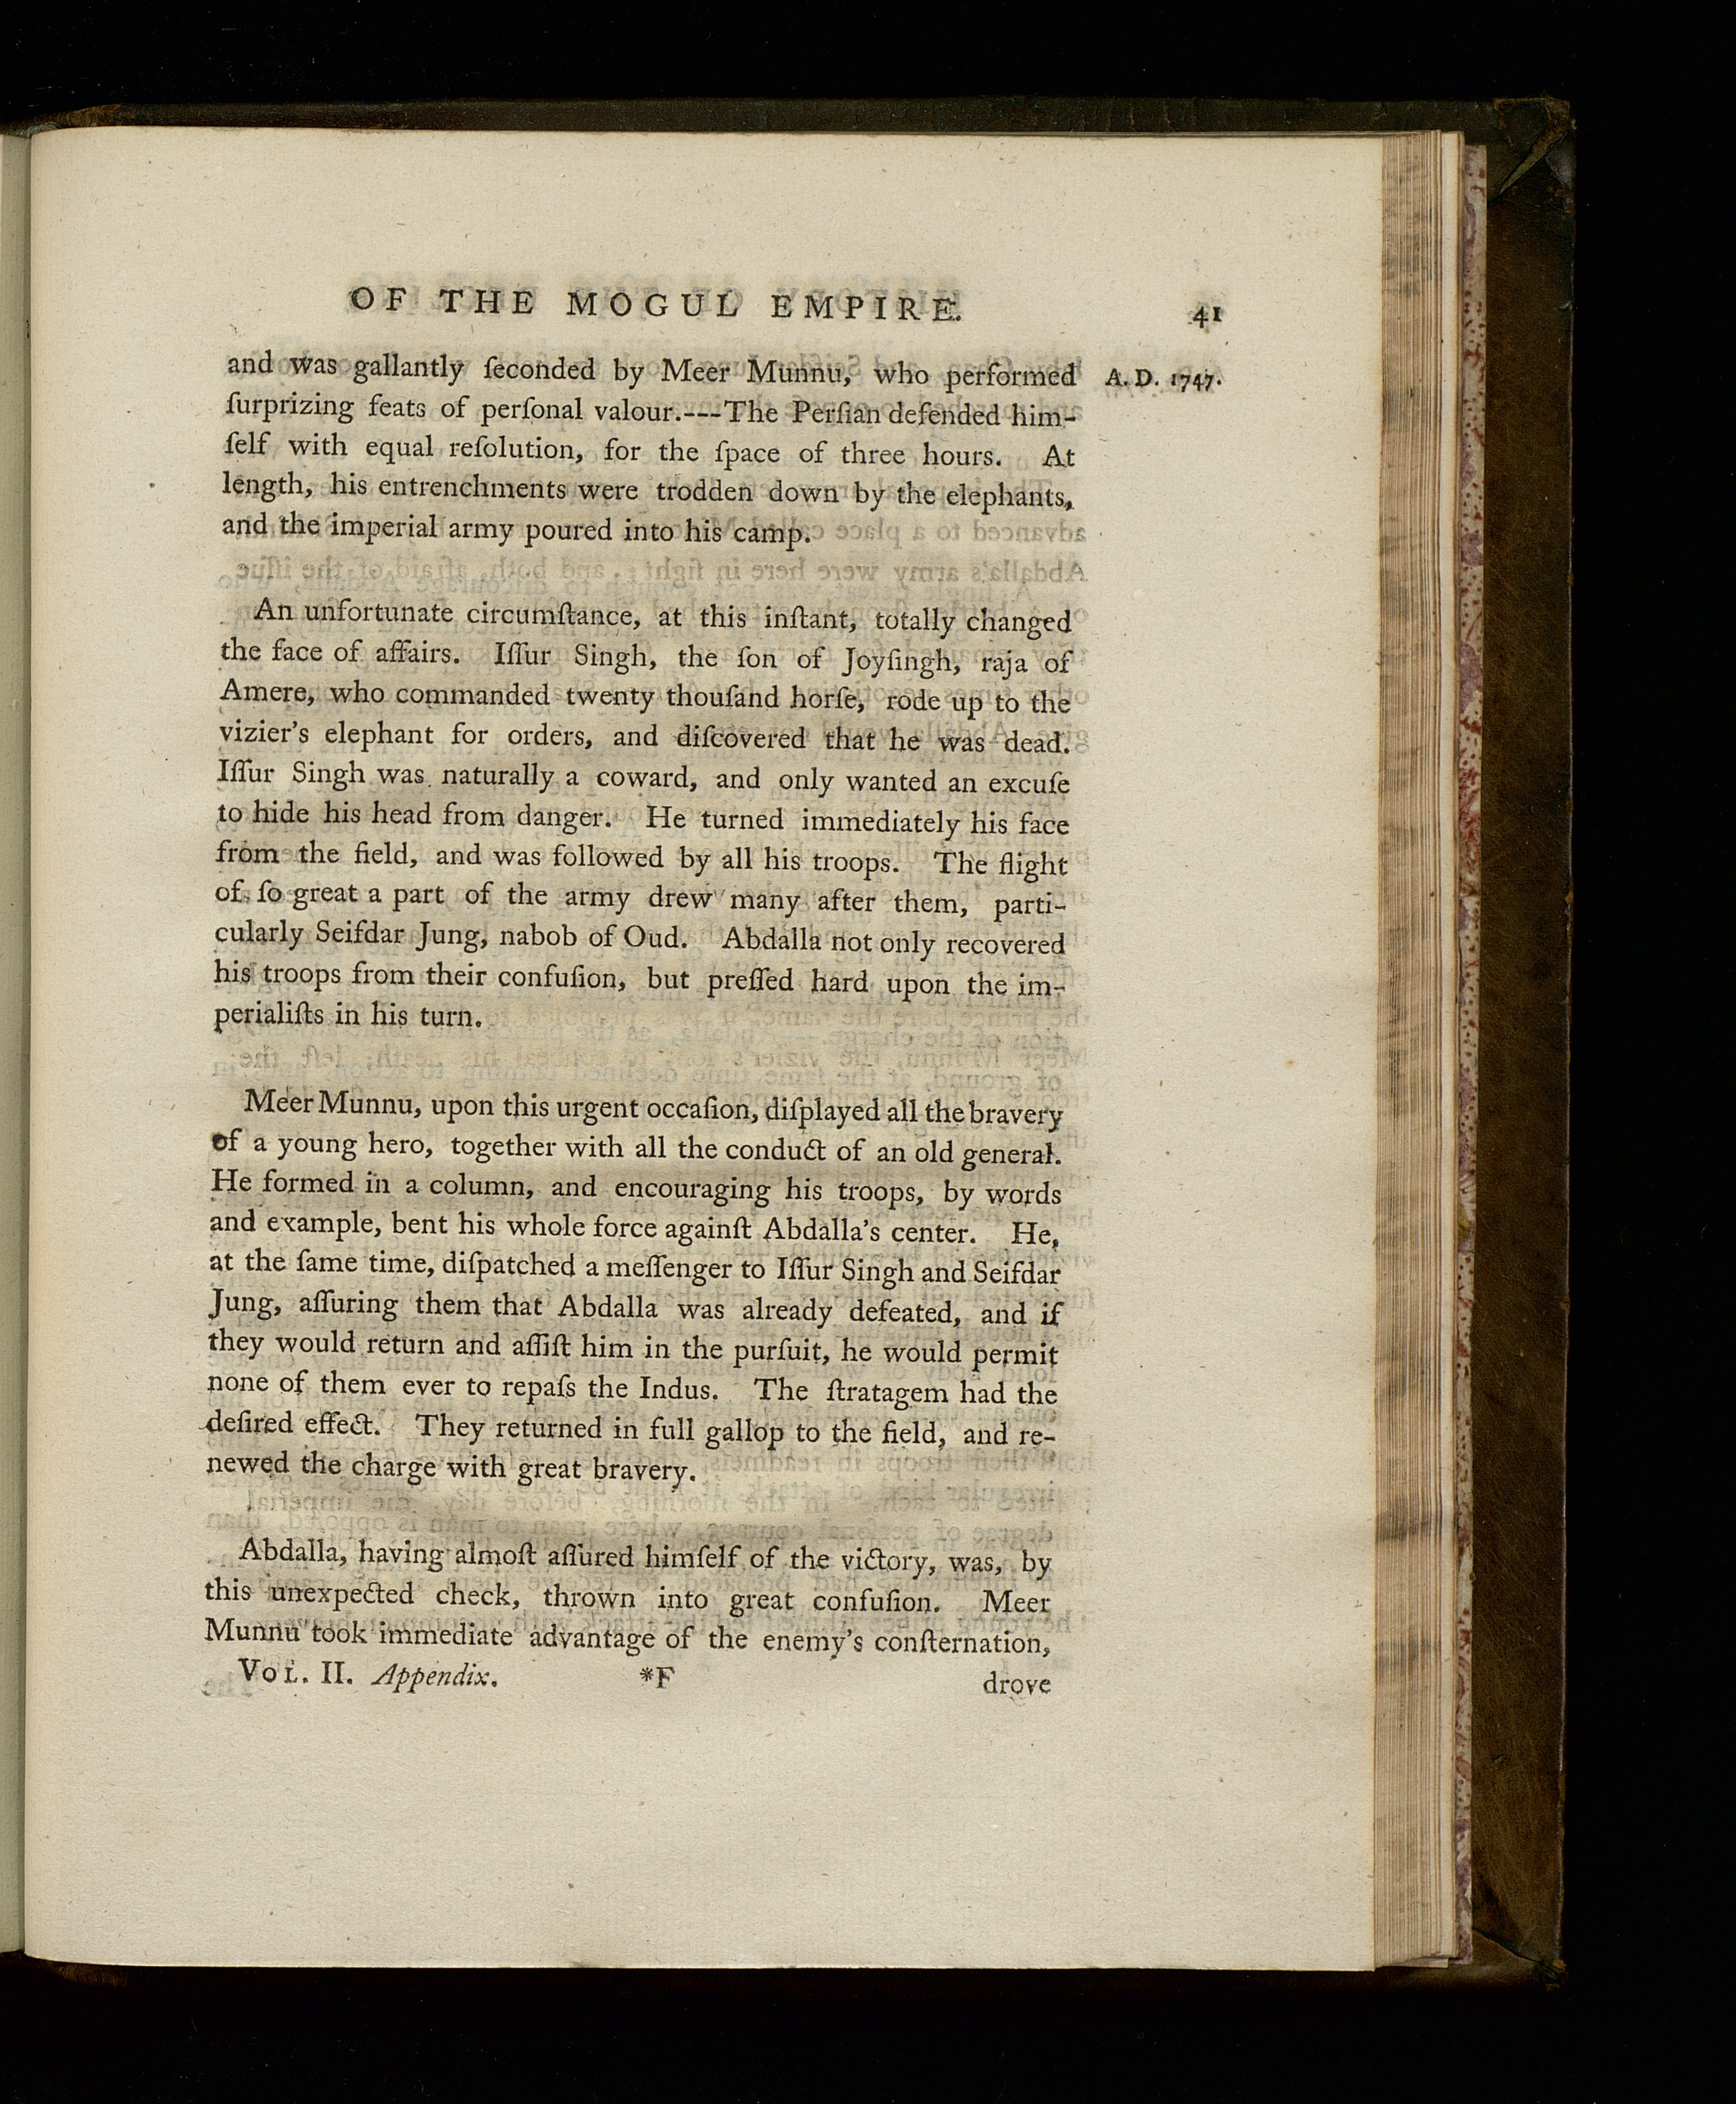 OF THE MOGUL EMPIRE. 41
and was gallantly ſeconded by Meer Munnu, who performed A. D. 1747.
ſurprizing feats of perſonal valour.---The Perſian defended him-
ſelf with equal reſolution, for the ſpace of three hours. At
length, his entrenchments were trodden down by the elephants,
and the imperial army poured into his camp.
An unfortunate circumſtance, at this inſtant, totally changed
the face of affairs. Iſſur Singh, the ſon of Joyſingh, raja of
Amere, who commanded twenty thouſand horſe, rode up to the
vizier's elephant for orders, and diſcovered that he was dead.
Iſſur Singh was naturally a coward, and only wanted an excuſe
to hide his head from danger. He turned immediately his face
from the field, and was followed by all his troops. The flight
of ſo great a part of the army drew many after them, parti-
cularly Seifdar Jung, nabob of Oud. Abdalla not only recovered
his troops from their confuſion, but preſſed hard upon the im-
perialiſts in his turn.
Meer Munnu, upon this urgent occaſion, diſplayed all the bravery
of a young hero, together with all the conduct of an old general.
He formed in a column, and encouraging his troops, by words
and example, bent his whole force againſt Abdalla's center. He,
at the ſame time, diſpatched a meſſenger to Iſſur Singh and Seifdar
Jung, aſſuring them that Abdalla was already defeated, and if
they would return and aſſiſt him in the purſuit, he would permit
none of them ever to repaſs the Indus. The ſtratagem had the
deſired effect. They returned in full gallop to the field, and re-
newed the charge with great bravery.
Abdalla, having almoſt aſſured himſelf of the victory, was, by
this unexpected check, thrown into great confuſion. Meer
Munnu took immediate advantage of the enemy's conſternation,
VOL. II. Appendix. *F drove